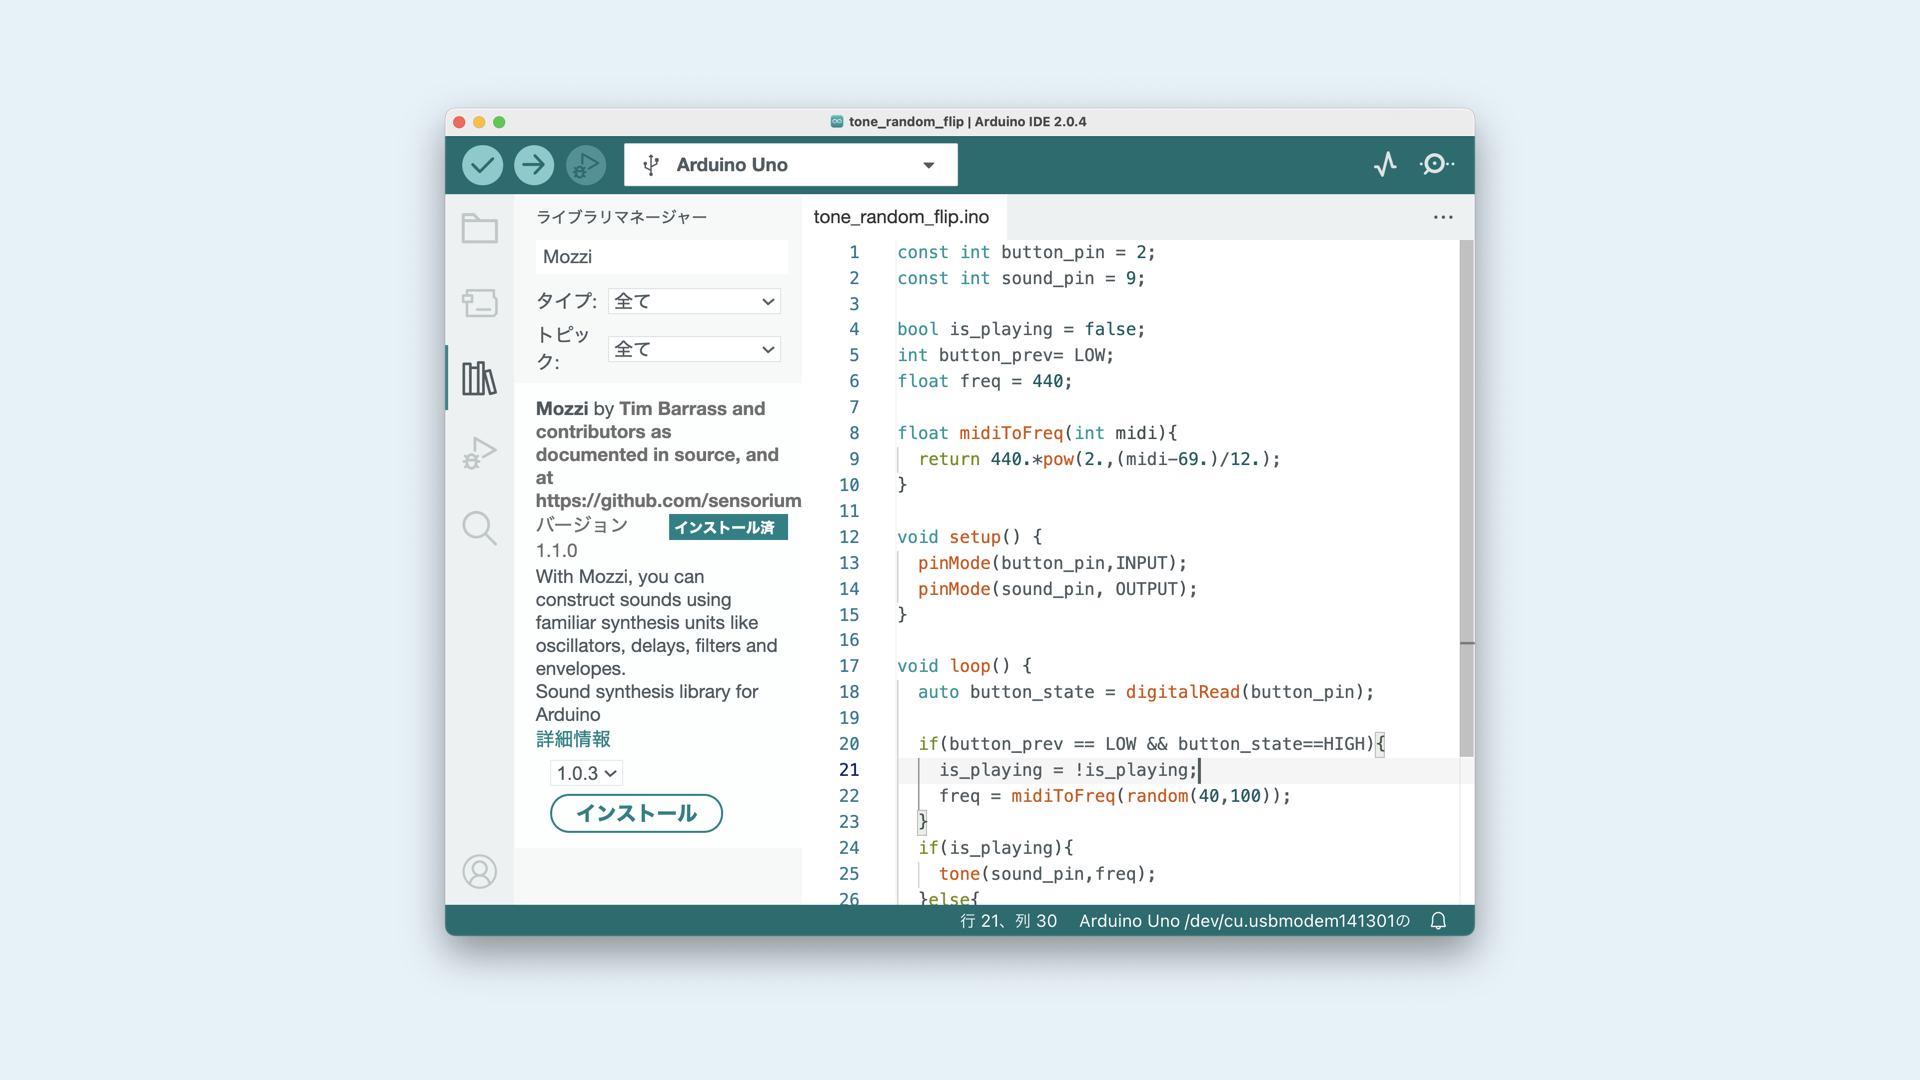 tone_random_flip | Arduino IDE 2.0.4
Arduino Uno
ライブラリマネージャー
Mozzi
タイプ: 全て
トピッ
ク: 全て
Mozzi by Tim Barrass and
contributors as
documented in source, and
at
https://github.com/sensorium
バージョン インストール済
1.1.0
With Mozzi, you can
construct sounds using
familiar synthesis units like
oscillators, delays, filters and
envelopes.
Sound synthesis library for
Arduino
詳細情報
1.0.3
インストール
tone_random_flip.ino
1 const int button_pin = 2;
2 const int sound_pin = 9;
3
4 bool is_playing = false;
5 int button_prev= LOW;
6 float freq = 440;
7
8 float midiToFreq(int midi){
9 return 440.*pow(2.,(midi-69.)/12.);
10 }
11
12 void setup() {
13 pinMode(button_pin,INPUT);
14 pinMode(sound_pin, OUTPUT);
15 }
16
17 void loop() {
18 auto button_state = digitalRead(button_pin);
19
20 if(button_prev == LOW && button_state==HIGH){
21 is_playing = !is_playing;
22 freq = midiToFreq(random(40,100));
23 }
24 if(is_playing){
25 tone(sound_pin,freq);
26 }else{
行 21、列 30 Arduino Uno /dev/cu.usbmodem141301の